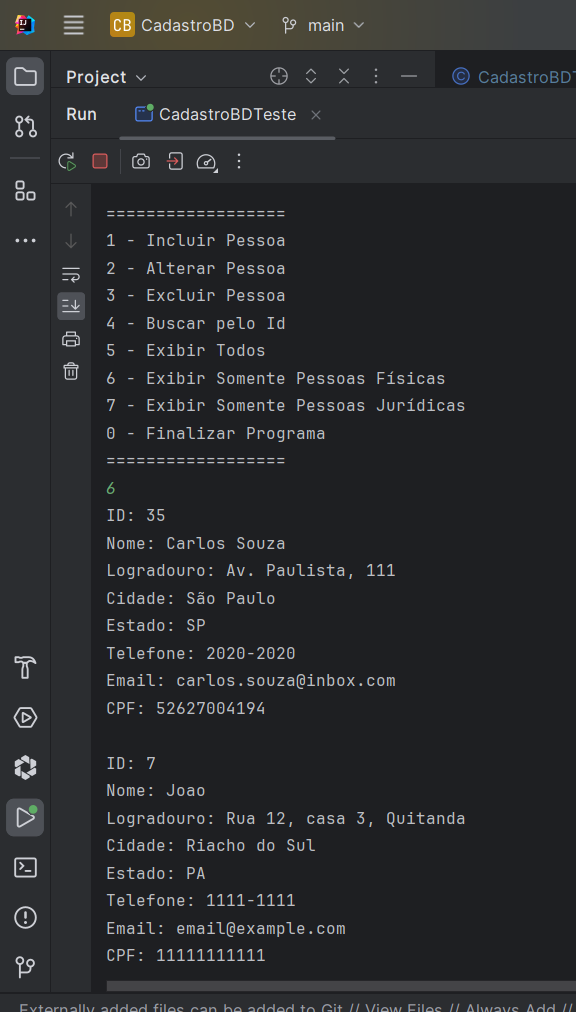 CB CadastroBD main
Project
CadastroBDT
Run CadastroBDTeste
==================
1 - Incluir Pessoa
2 - Alterar Pessoa
3 - Excluir Pessoa
4 - Buscar pelo Id
5 - Exibir Todos
6 - Exibir Somente Pessoas Físicas
7 - Exibir Somente Pessoas Jurídicas
0 - Finalizar Programa
==================
6
ID: 35
Nome: Carlos Souza
Logradouro: Av. Paulista, 111
Cidade: São Paulo
Estado: SP
Telefone: 2020-2020
Email: carlos.souza@inbox.com
CPF: 52627004194
ID: 7
Nome: Joao
Logradouro: Rua 12, casa 3, Quitanda
Cidade: Riacho do Sul
Estado: PA
Telefone: 1111-1111
Email: email@example.com
CPF: 11111111111
Externally added files can be added to Git // View Files // Always Add //